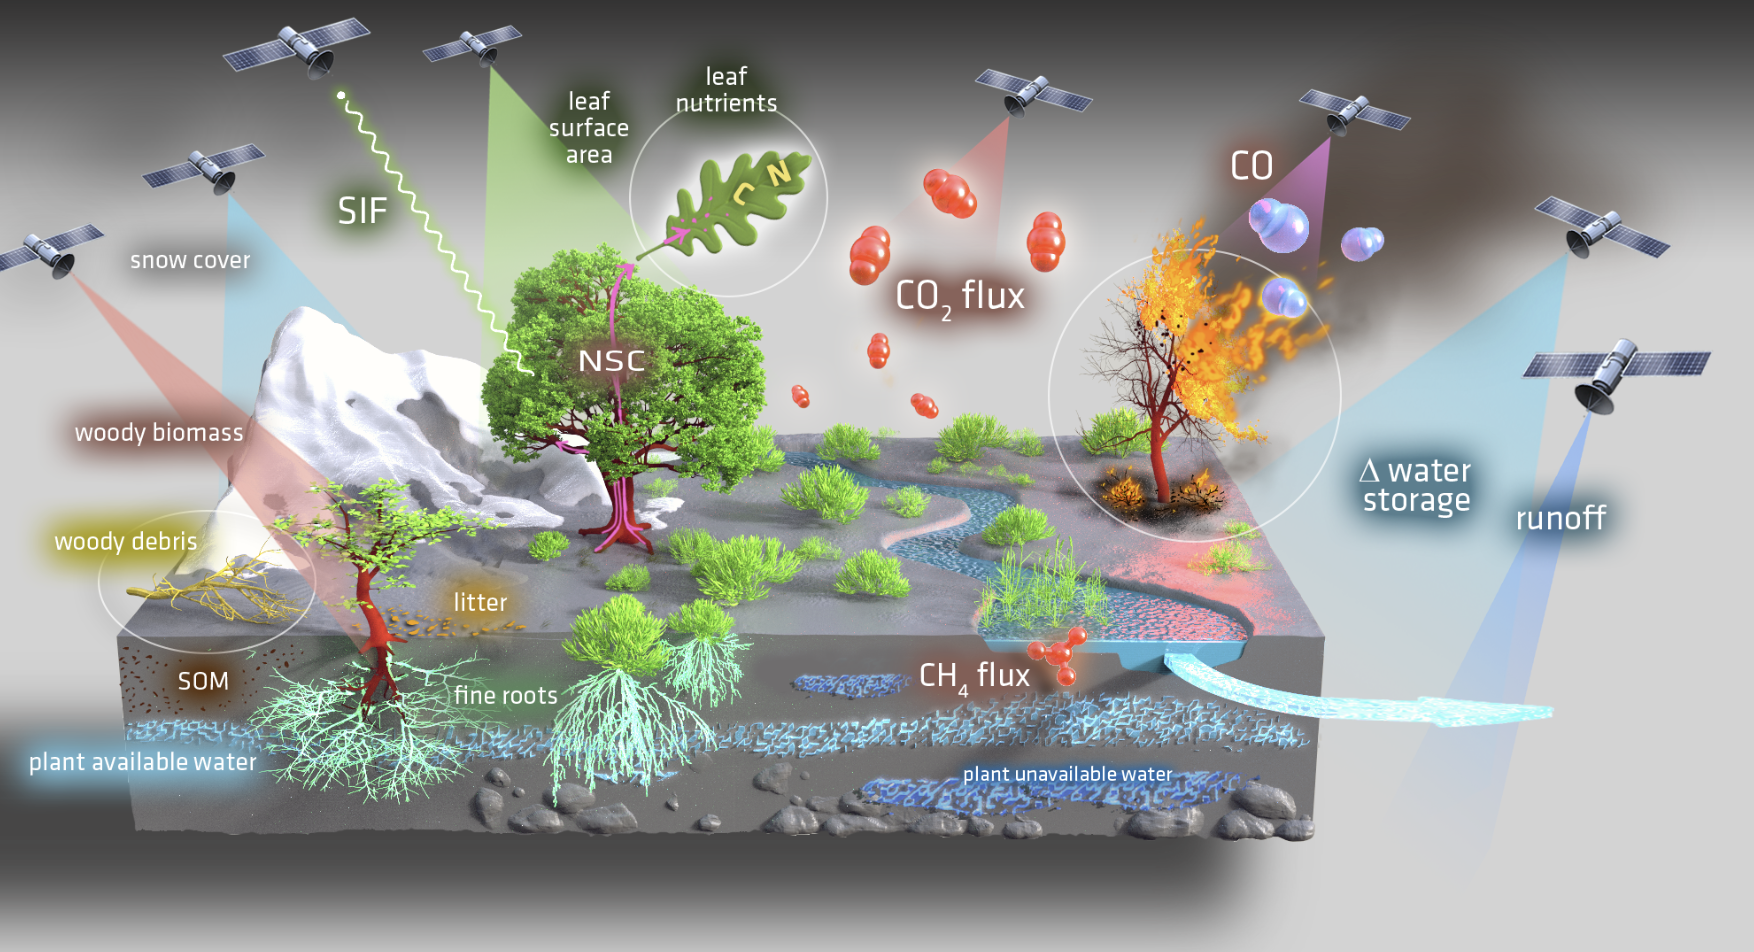 leaf
nutrients
leaf
surface
area
C N
CO
SIF
snow cover
CO₂ flux
NSC
woody biomass
Δ water
storage
runoff
woody debris
litter
SOM
fine roots
CH₄ flux
plant available water
plant unavailable water